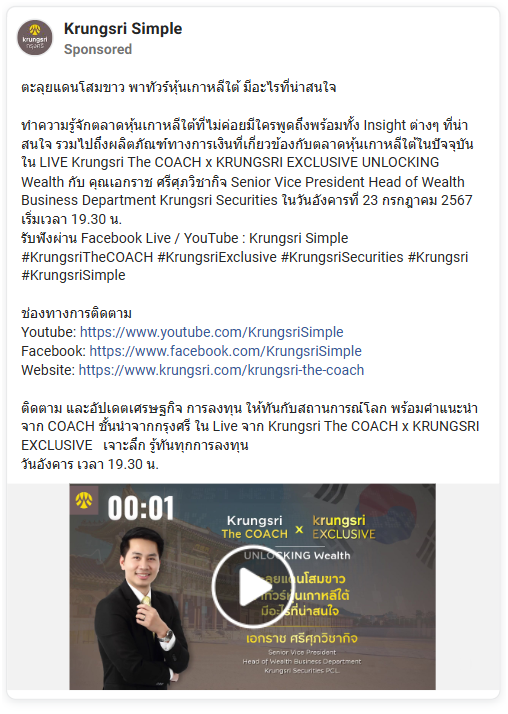 krungsri
กรุงศรี
Krungsri Simple
Sponsored
ตะลุยแดนโสมขาว พาทัวร์หุ้นเกาหลีใต้ มีอะไรที่น่าสนใจ
ทำความรู้จักตลาดหุ้นเกาหลีใต้ที่ไม่ค่อยมีใครพูดถึงพร้อมทั้ง Insight ต่างๆ ที่น่า
สนใจ รวมไปถึงผลิตภัณฑ์ทางการเงินที่เกี่ยวข้องกับตลาดหุ้นเกาหลีใต้ในปัจจุบัน
ใน LIVE Krungsri The COACH x KRUNGSRI EXCLUSIVE UNLOCKING
Wealth กับ คุณเอกราช ศรีศุภวิชากิจ Senior Vice President Head of Wealth
Business Department Krungsri Securities ในวันอังคารที่ 23 กรกฎาคม 2567
เริ่มเวลา 19.30 น.
รับฟังผ่าน Facebook Live / YouTube : Krungsri Simple
#KrungsriTheCOACH #KrungsriExclusive #KrungsriSecurities #Krungsri
#KrungsriSimple
ช่องทางการติดตาม
Youtube: https://www.youtube.com/KrungsriSimple
Facebook: https://www.facebook.com/KrungsriSimple
Website: https://www.krungsri.com/krungsri-the-coach
ติดตาม และอัปเดตเศรษฐกิจ การลงทุน ให้ทันกับสถานการณ์โลก พร้อมคำแนะนำ
จาก COACH ชั้นนำจากกรุงศรี ใน Live จาก Krungsri The COACH x KRUNGSRI
EXCLUSIVE เจาะลึก รู้ทันทุกการลงทุน
วันอังคาร เวลา 19.30 น.
00:01
Krungsri The COACH x krungsri EXCLUSIVE
UNLOCKING Wealth
ตะลุยแดนโสมขาว
พาทัวร์หุ้นเกาหลีใต้
มีอะไรที่น่าสนใจ
เอกราช ศรีศุภวิชากิจ
Senior Vice President
Head of Wealth Business Department
Krungsri Securities PCL.